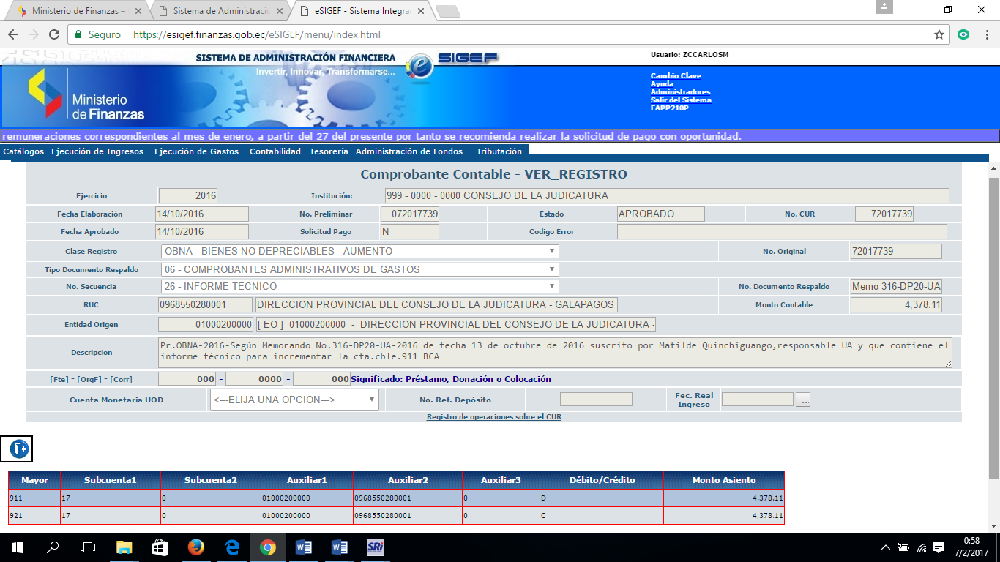 Ministerio de Finanzas –
Sistema de Administraci
eSIGEF - Sistema Integra
Seguro https://esigef.finanzas.gob.ec/eSIGEF/menu/index.html
SISTEMA DE ADMINISTRACIÓN FINANCIERA
e SIGEF
Invertir, Innovar, Transformarse...
Usuario: ZCCARLOSM
Ministerio
de Finanzas
Cambio Clave
Ayuda
Administradores
Salir del Sistema
EAPP210P
remuneraciones correspondientes al mes de enero, a partir del 27 del presente por tanto se recomienda realizar la solicitud de pago con oportunidad.
Catálogos Ejecución de Ingresos Ejecución de Gastos Contabilidad Tesorería Administración de Fondos Tributación
Comprobante Contable - VER_REGISTRO
Ejercicio 2016 Institución: 999 - 0000 - 0000 CONSEJO DE LA JUDICATURA
Fecha Elaboración 14/10/2016 No. Preliminar 072017739 Estado APROBADO No. CUR 72017739
Fecha Aprobado 14/10/2016 Solicitud Pago N Codigo Error
Clase Registro OBNA - BIENES NO DEPRECIABLES - AUMENTO No. Original 72017739
Tipo Documento Respaldo 06 - COMPROBANTES ADMINISTRATIVOS DE GASTOS
No. Secuencia 26 - INFORME TECNICO No. Documento Respaldo Memo 316-DP20-UA
RUC 0968550280001 DIRECCION PROVINCIAL DEL CONSEJO DE LA JUDICATURA - GALAPAGOS Monto Contable 4,378.11
Entidad Origen 01000200000 [ EO ] 01000200000 - DIRECCION PROVINCIAL DEL CONSEJO DE LA JUDICATURA -
Descripcion
Pr.OBNA-2016-Según Memorando No.316-DP20-UA-2016 de fecha 13 de octubre de 2016 suscrito por Matilde Quinchiguango,responsable UA y que contiene el
informe técnico para incrementar la cta.cble.911 BCA
[Fte] - [OrgF] - [Corr] 000 - 0000 - 000 Significado: Préstamo, Donación o Colocación
Cuenta Monetaria UOD <---ELIJA UNA OPCION---> No. Ref. Depósito Fec. Real
Ingreso ...
Registro de operaciones sobre el CUR
Mayor Subcuenta1 Subcuenta2 Auxiliar1 Auxiliar2 Auxiliar3 Débito/Crédito Monto Asiento
911 17 0 01000200000 0968550280001 0 D 4,378.11
921 17 0 01000200000 0968550280001 0 C 4,378.11
SRi
0:58
7/2/2017